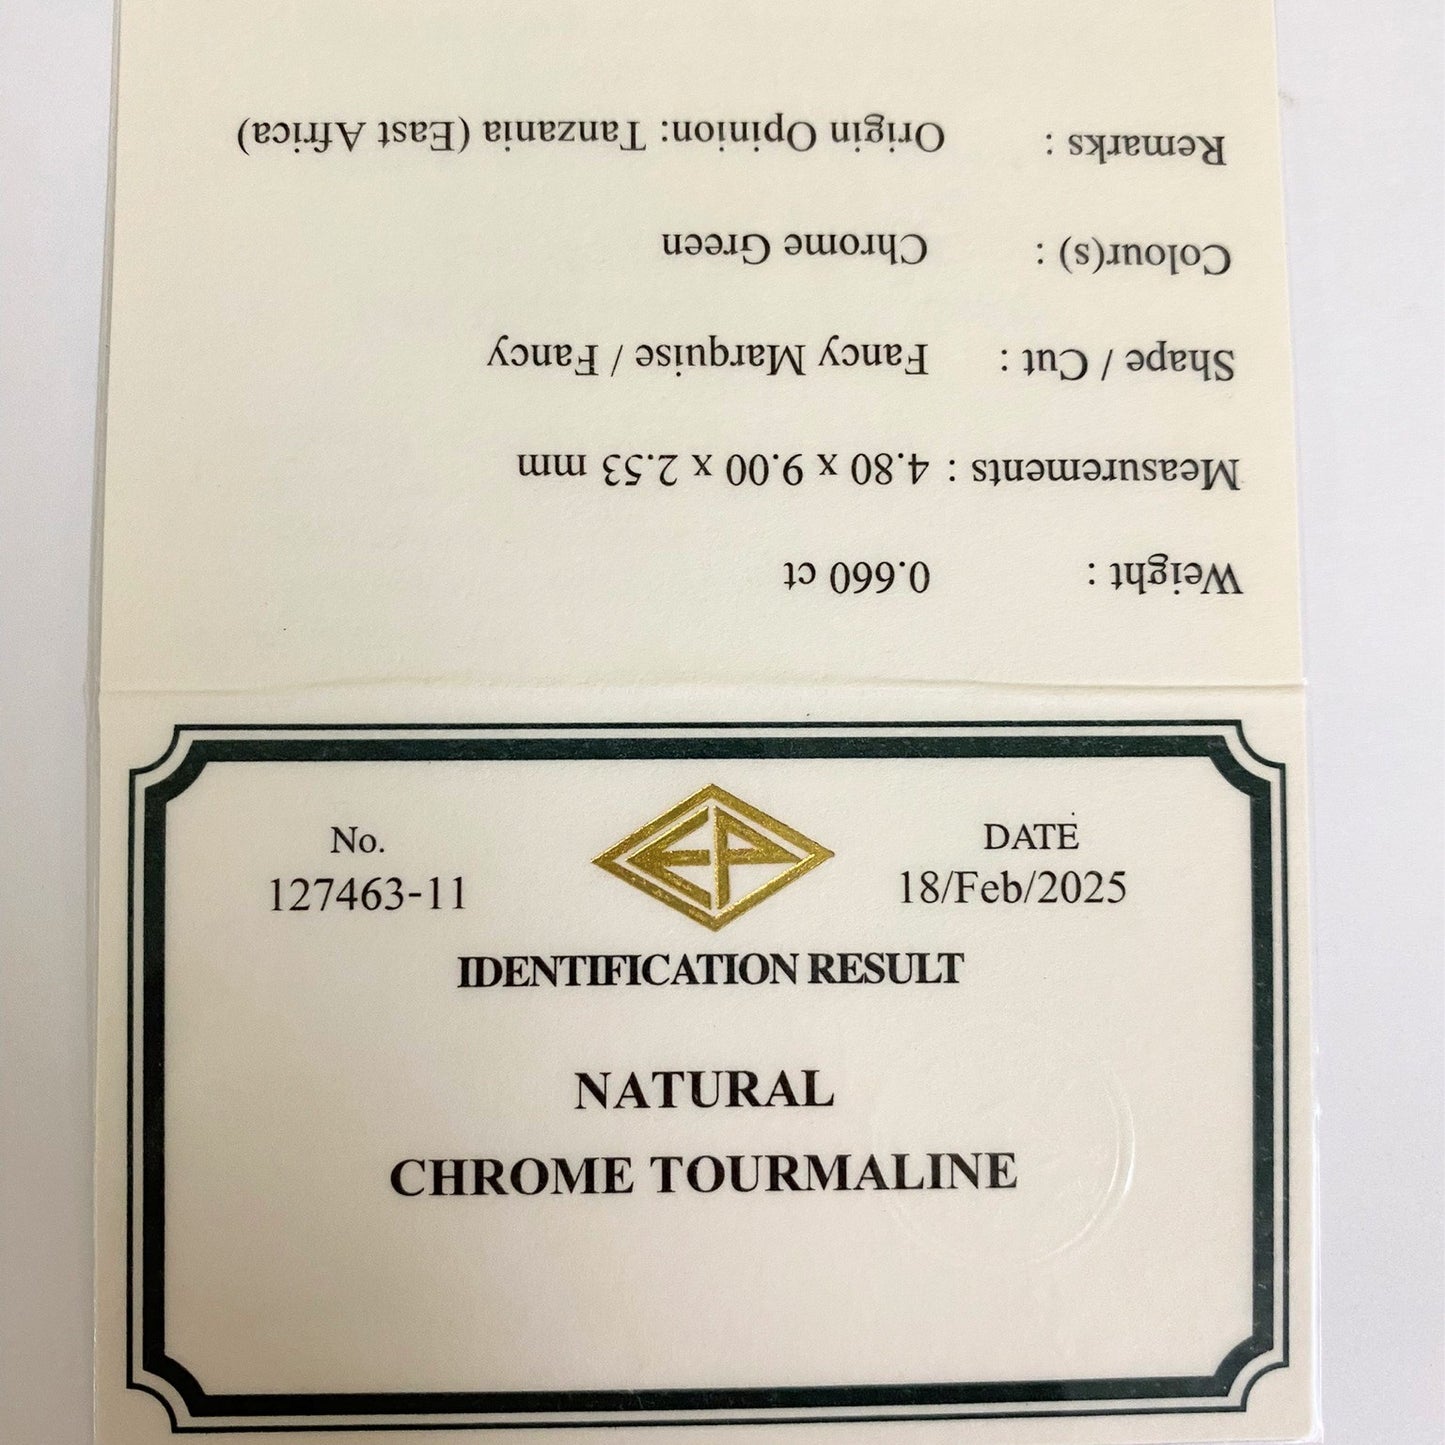 Weight : 0.660 ct
Measurements : 4.80 x 9.00 x 2.53 mm
Shape / Cut : Fancy Marquise / Fancy
Colour(s) : Chrome Green
Remarks : Origin Opinion: Tanzania (East Africa)
No.
127463-11
EP
DATE
18/Feb/2025
IDENTIFICATION RESULT
NATURAL
CHROME TOURMALINE